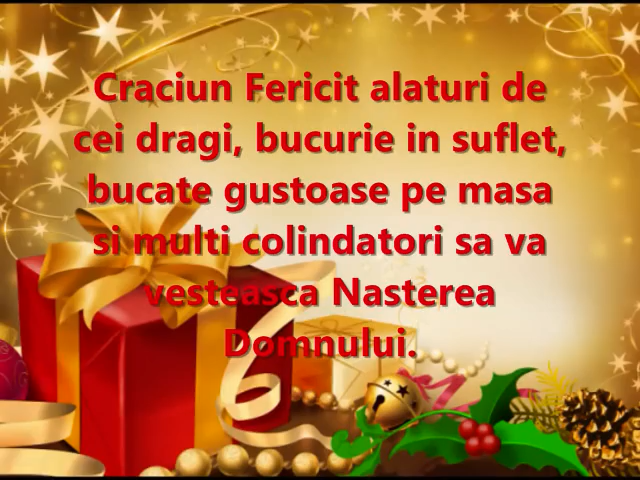 Craciun Fericit alaturi de
cei dragi, bucurie in suflet,
bucate gustoase pe masa
si multi colindatori sa va
vesteasca Nasterea
Domnului.